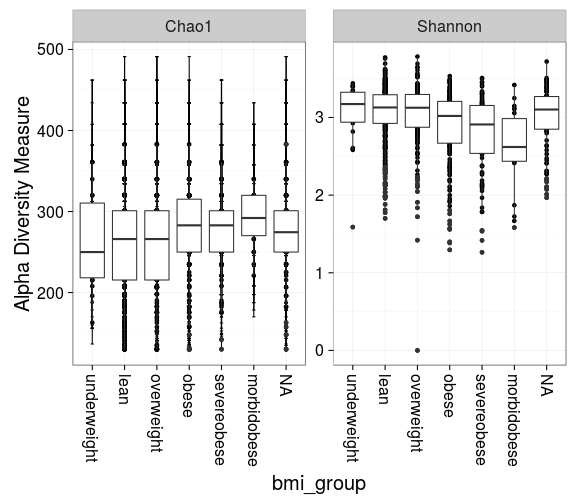 Chao1
Shannon
Alpha Diversity Measure
500
400
300
200
3
2
1
0
underweight
lean
overweight
obese
severeobese
morbidobese
NA
underweight
lean
overweight
obese
severeobese
morbidobese
NA
bmi_group